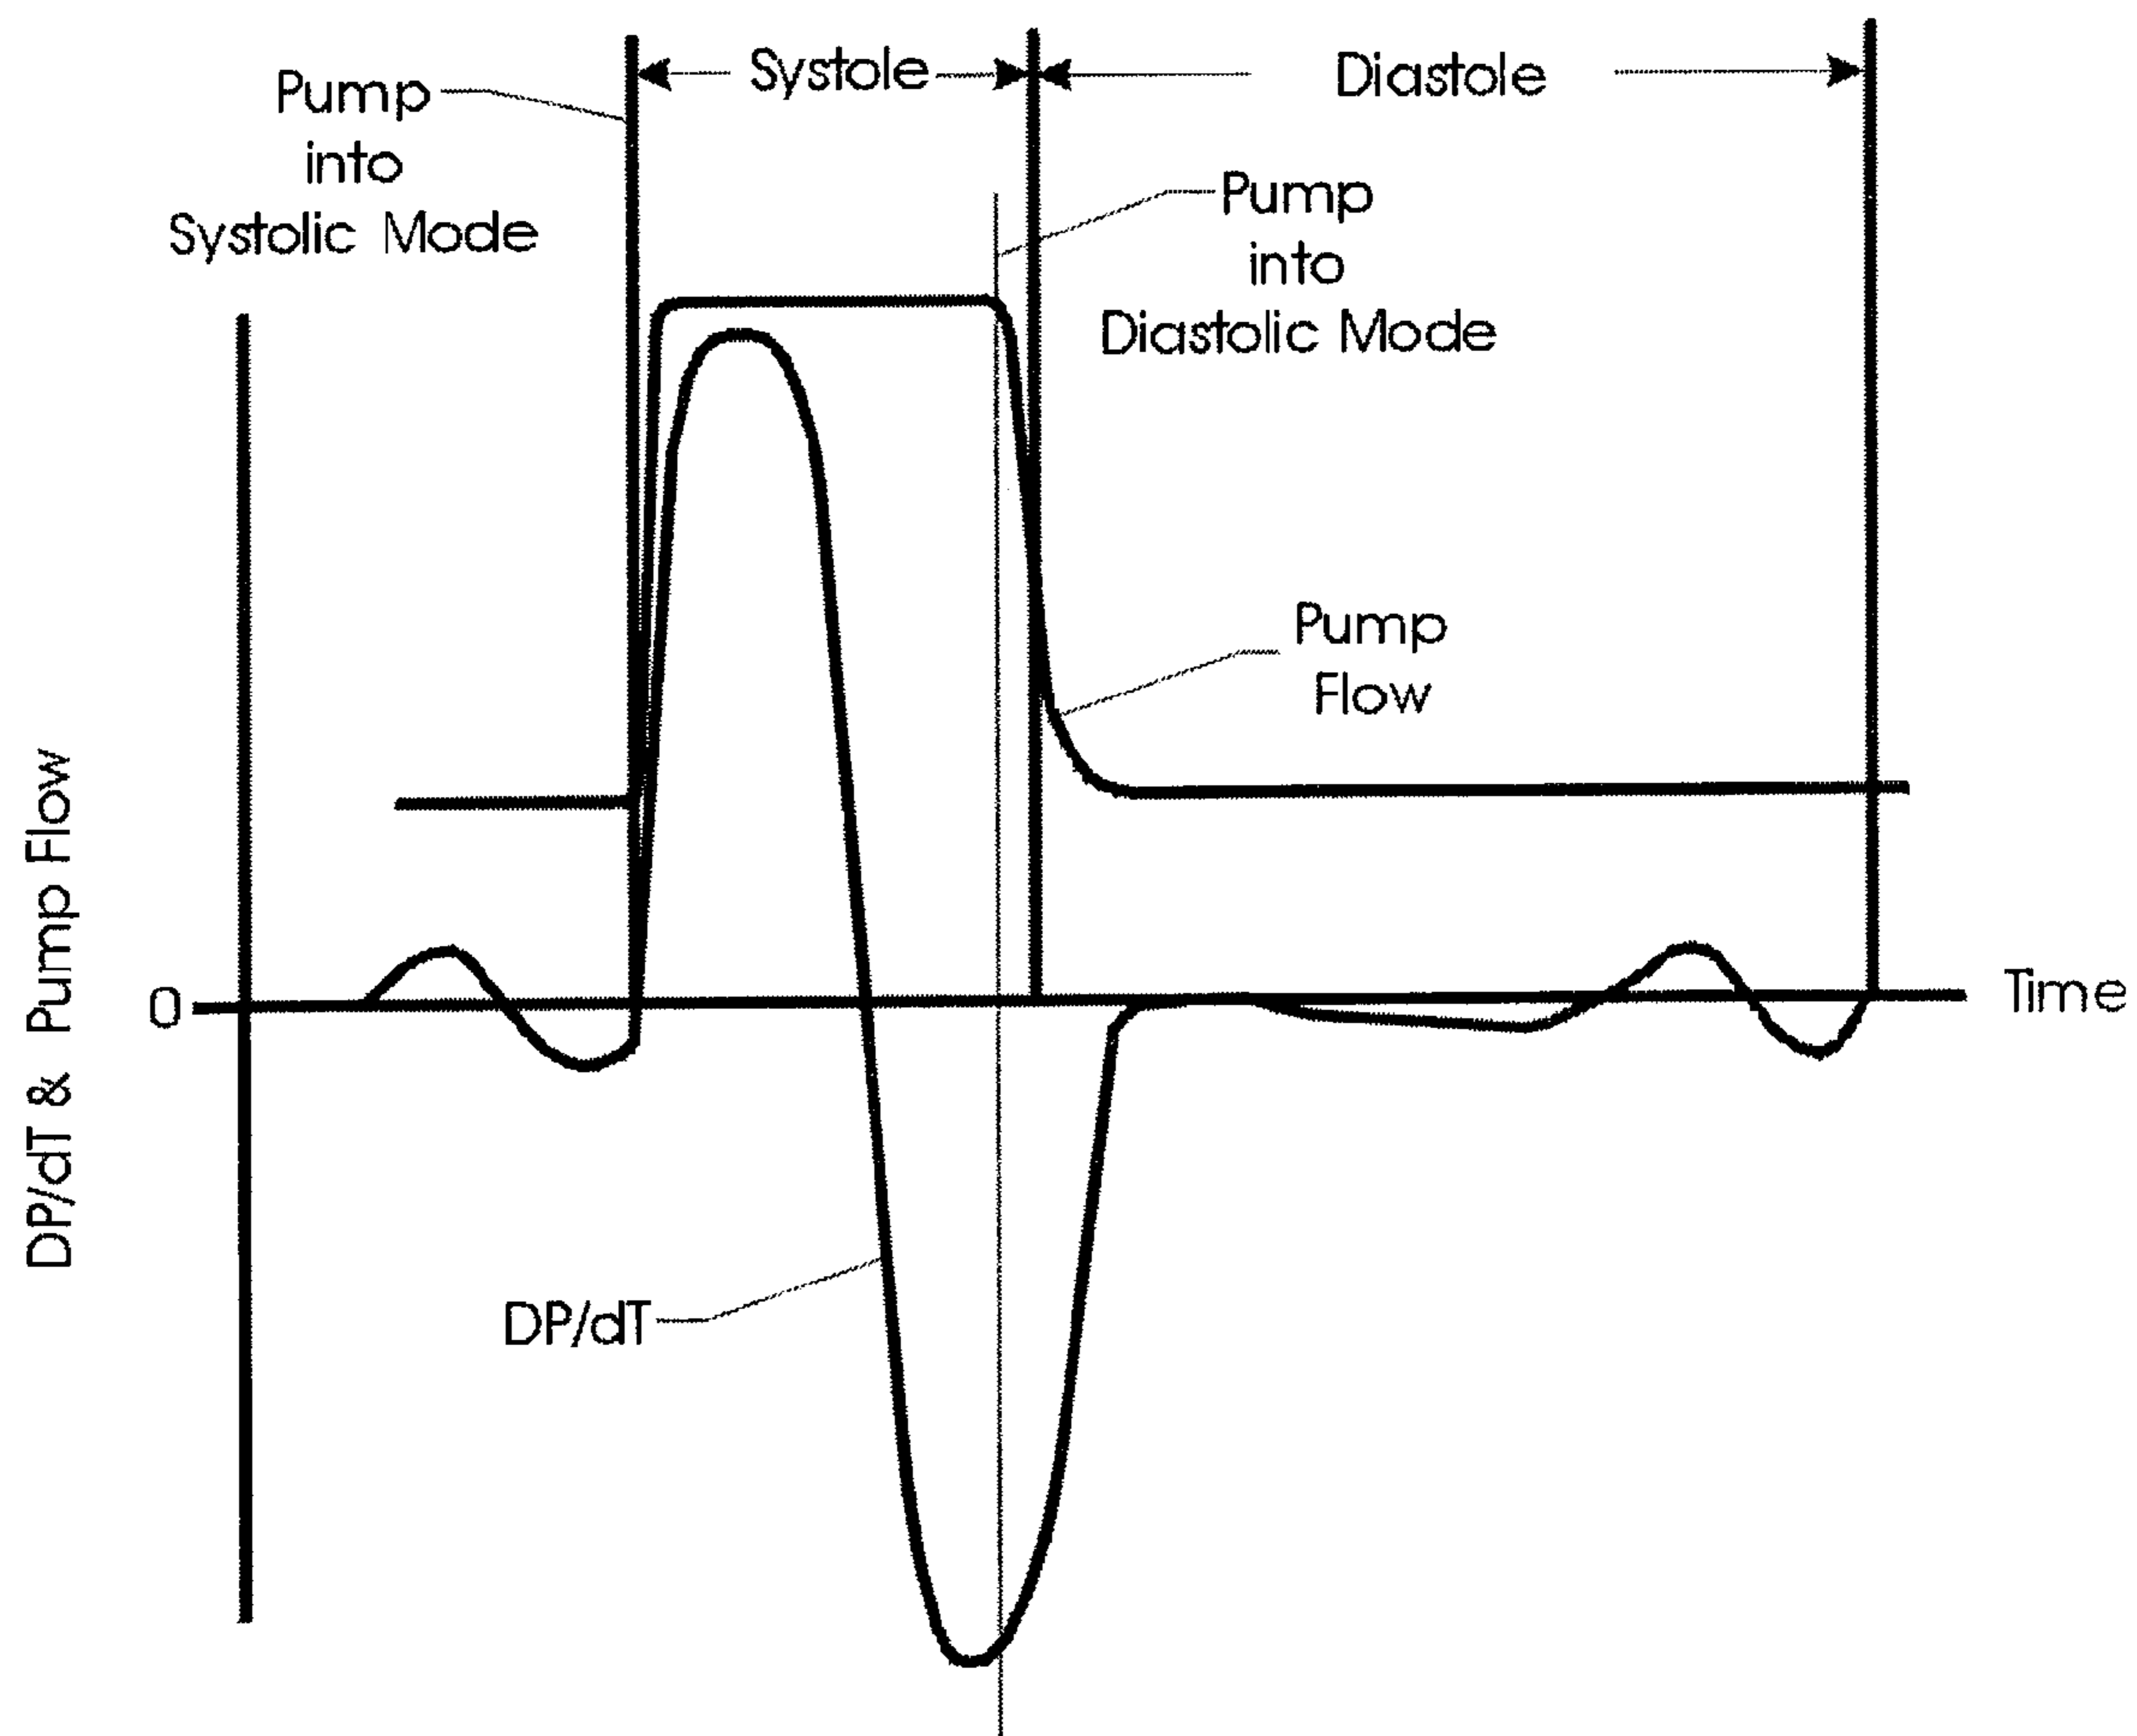 Systole
Diastole
Pump
into
Systolic Mode
Pump
into
Diastolic Mode
Pump
Flow
DP/dT & Pump Flow
0
Time
DP/dT